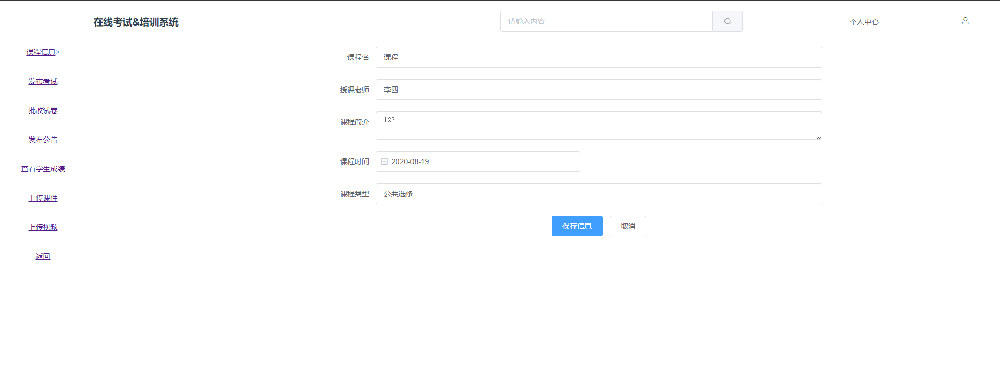 在线考试&培训系统
请输入内容
个人中心
课程信息>
发布考试
批改试卷
发布公告
查看学生成绩
上传课件
上传视频
返回
课程名 课程
授课老师 李四
课程简介 123
课程时间 2020-08-19
课程类型 公共选修
保存信息 取消